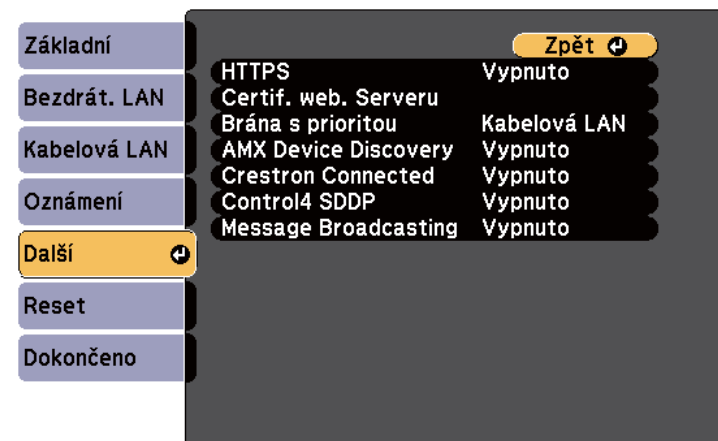 Základní
Bezdrát. LAN
Kabelová LAN
Oznámení
Další
Reset
Dokončeno
Zpět
HTTPS Vypnuto
Certif. web. Serveru
Brána s prioritou Kabelová LAN
AMX Device Discovery Vypnuto
Crestron Connected Vypnuto
Control4 SDDP Vypnuto
Message Broadcasting Vypnuto